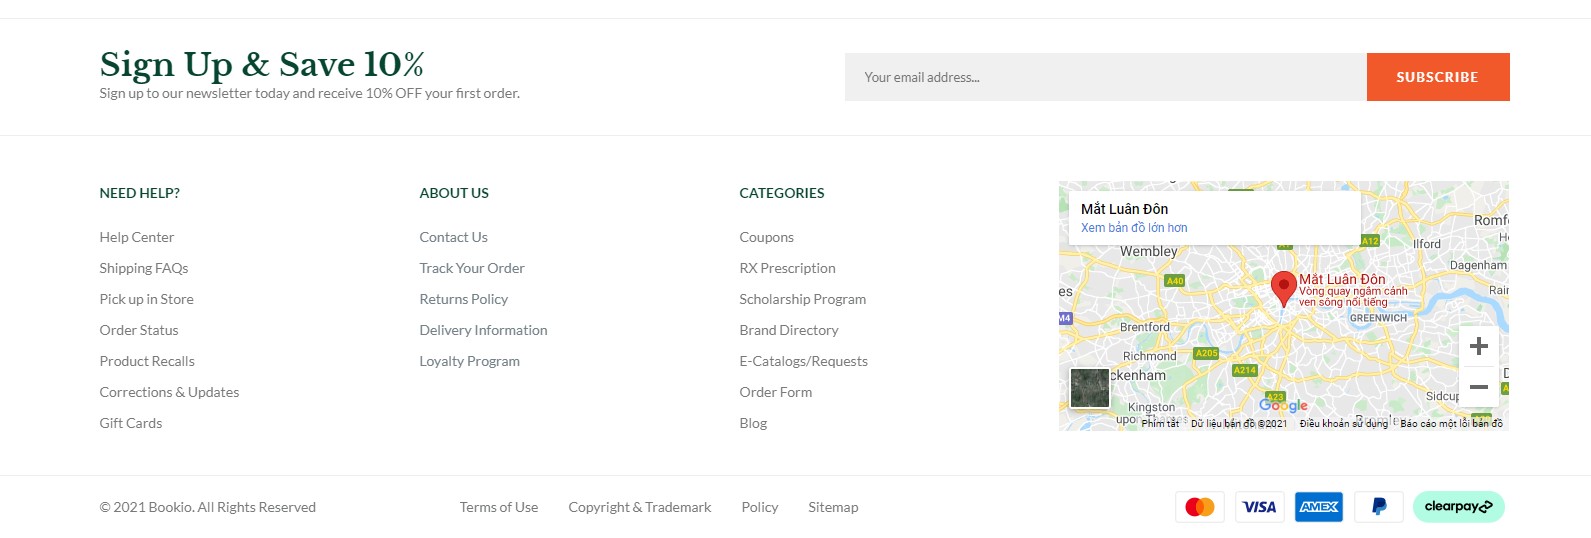 Sign Up & Save 10%
Sign up to our newsletter today and receive 10% OFF your first order.
Your email address...
SUBSCRIBE
NEED HELP?
Help Center
Shipping FAQs
Pick up in Store
Order Status
Product Recalls
Corrections & Updates
Gift Cards
ABOUT US
Contact Us
Track Your Order
Returns Policy
Delivery Information
Loyalty Program
CATEGORIES
Coupons
RX Prescription
Scholarship Program
Brand Directory
E-Catalogs/Requests
Order Form
Blog
Mắt Luân Đôn
Xem bản đồ lớn hơn
Wembley
A12
Ilford
Dagenham
A40
Mắt Luân Đôn
Vòng quay ngắm cảnh
ven sông nổi tiếng
M4
GREENWICH
Brentford
Richmond
A205
A214
A23
Kingston
Google
Phím tắt
Dữ liệu bản đồ ©2021
Điều khoản sử dụng
Báo cáo một lỗi bản đồ
© 2021 Bookio. All Rights Reserved
Terms of Use
Copyright & Trademark
Policy
Sitemap
VISA
AMEX
clearpay